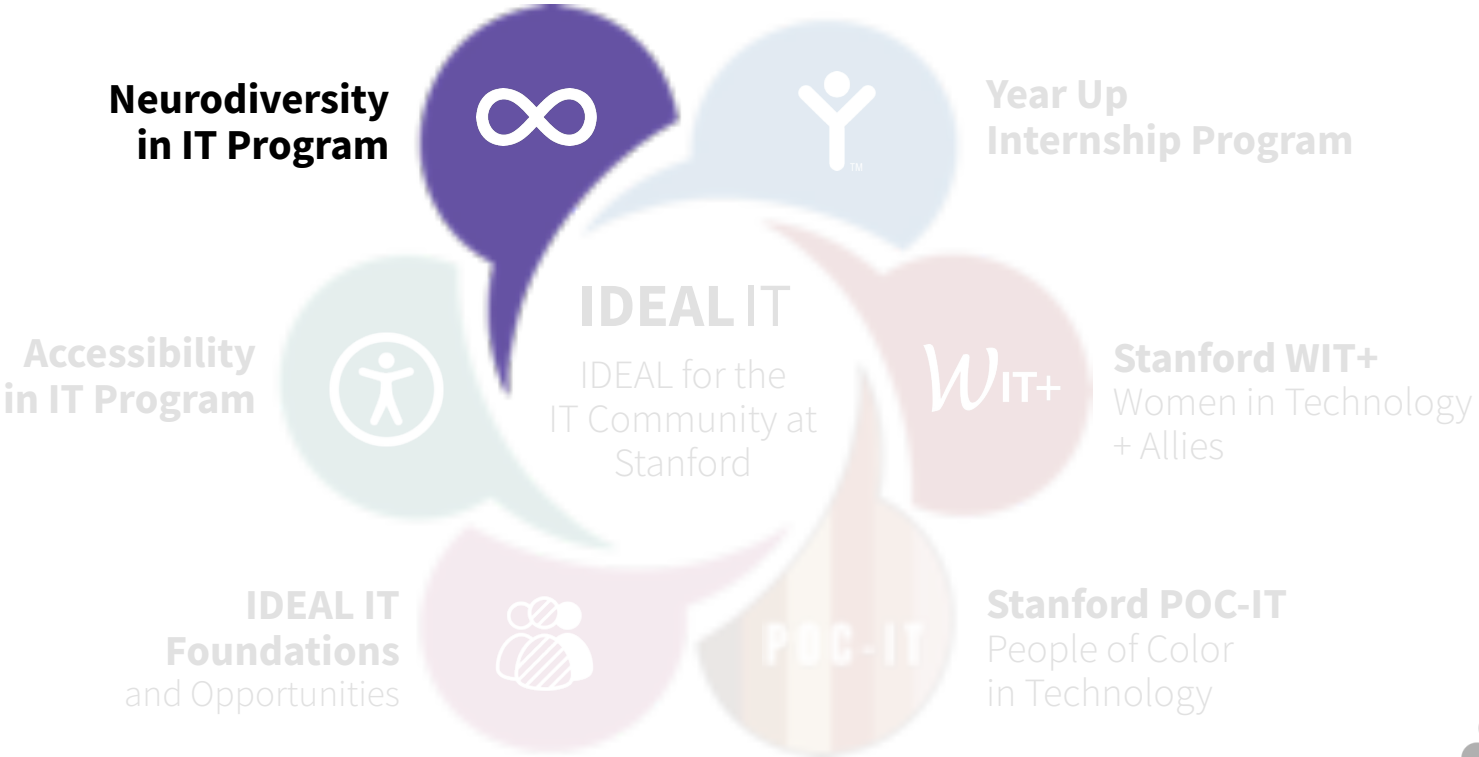 Neurodiversity
in IT Program
Year Up
Internship Program
TM
IDEAL IT
IDEAL for the
IT Community at
Stanford
Accessibility
in IT Program
WIT+
Stanford WIT+
Women in Technology
+ Allies
IDEAL IT
Foundations
and Opportunities
POC-IT
Stanford POC-IT
People of Color
in Technology